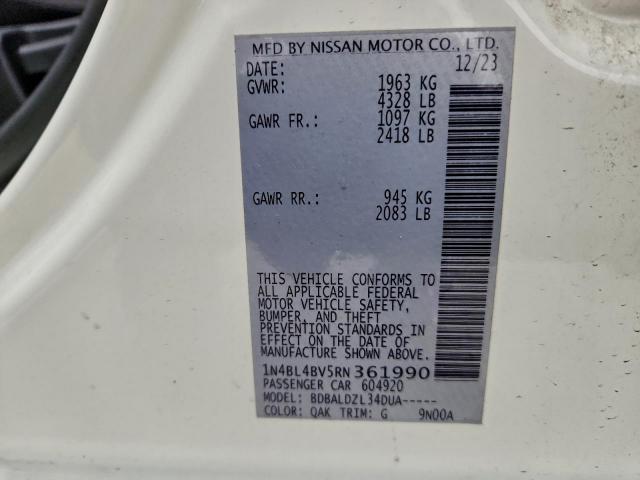 MFD BY NISSAN MOTOR CO., LTD.
DATE: 12/23
GVWR: 1963 KG
4328 LB
GAWR FR.: 1097 KG
2418 LB
GAWR RR.: 945 KG
2083 LB
THIS VEHICLE CONFORMS TO
ALL APPLICABLE FEDERAL
MOTOR VEHICLE SAFETY,
BUMPER, AND THEFT
PREVENTION STANDARDS IN
EFFECT ON THE DATE OF
MANUFACTURE SHOWN ABOVE.
1N4BL4BV5RN361990
PASSENGER CAR 604920
MODEL: BDBALDZL34DUA-----
COLOR: QAK TRIM: G 9N00A